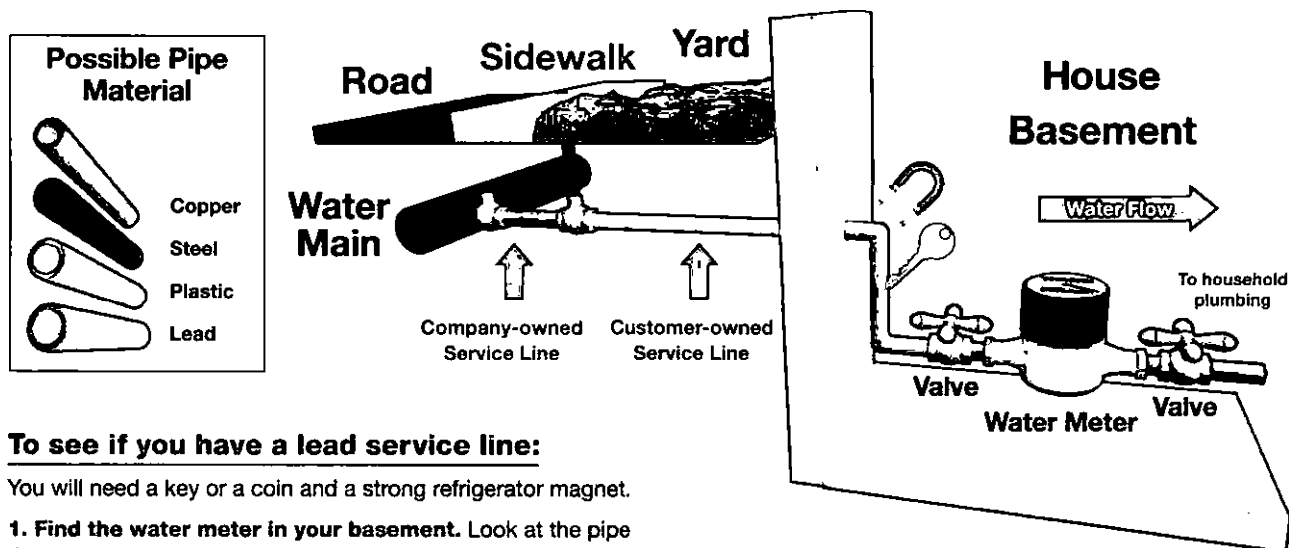 Possible Pipe
Material
Copper
Steel
Plastic
Lead
Road
Sidewalk
Yard
House
Basement
Water
Main
Water Flow
To household
plumbing
Company-owned
Service Line
Customer-owned
Service Line
Valve
Water Meter
Valve
To see if you have a lead service line:
You will need a key or a coin and a strong refrigerator magnet.
1. Find the water meter in your basement. Look at the pipe